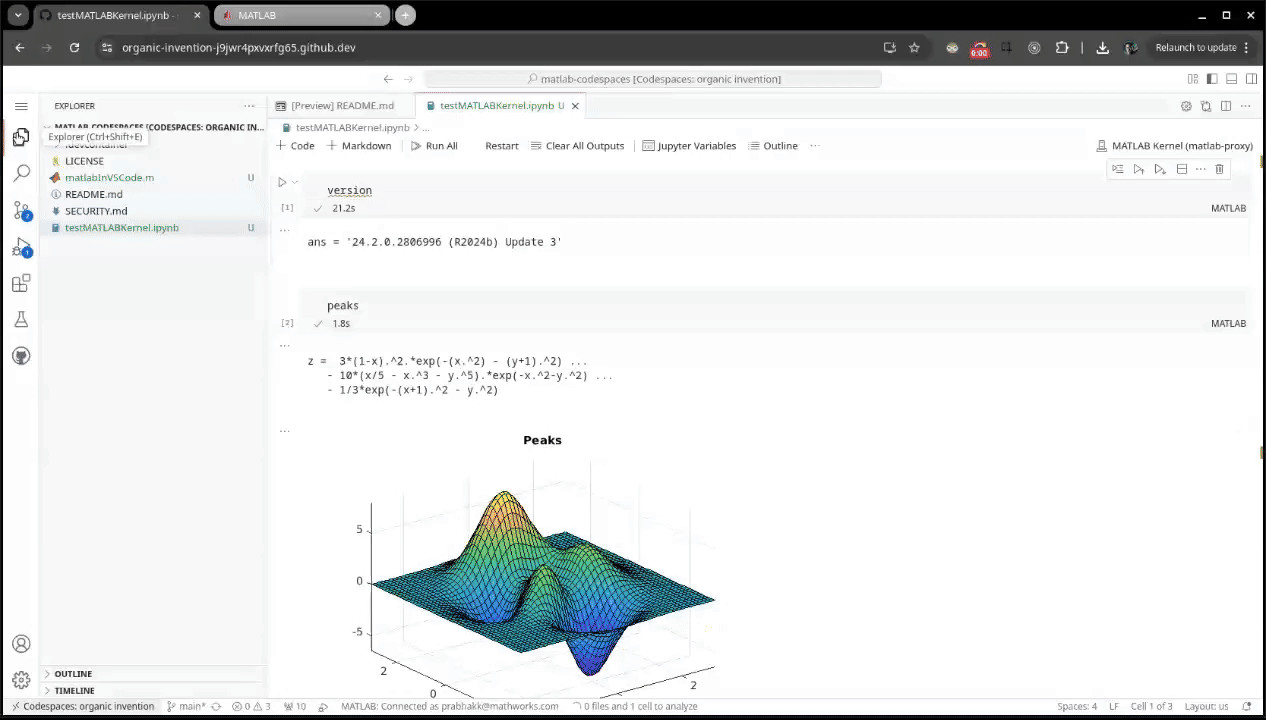 testMATLABKernel.ipynb -
MATLAB
organic-invention-j9jwr4pxvxrfg65.github.dev
0:00
Relaunch to update
matlab-codespaces [Codespaces: organic invention]
EXPLORER
[Preview] README.md
testMATLABKernel.ipynb U
MATLAB-CODESPACES [CODESPACES: ORGANIC IN...
Explorer (Ctrl+Shift+E)
testMATLABKernel.ipynb > ...
.devcontainer
+ Code
+ Markdown
Run All
Restart
Clear All Outputs
Jupyter Variables
Outline
...
MATLAB Kernel (matlab-proxy)
LICENSE
matlabInVSCode.m U
README.md
SECURITY.md
testMATLABKernel.ipynb U
version
[1]
21.2s
MATLAB
ans = '24.2.0.2806996 (R2024b) Update 3'
peaks
[2]
1.8s
MATLAB
z =  3*(1-x).^2.*exp(-(x.^2) - (y+1).^2) ...
- 10*(x/5 - x.^3 - y.^5).*exp(-x.^2-y.^2) ...
- 1/3*exp(-(x+1).^2 - y.^2)
Peaks
5
0
-5
2
0
2
2
1
OUTLINE
TIMELINE
Codespaces: organic invention
main*
0
3
10
MATLAB: Connected as prabhakk@mathworks.com
0 files and 1 cell to analyze
Spaces: 4
LF
Cell 1 of 3
Layout: us